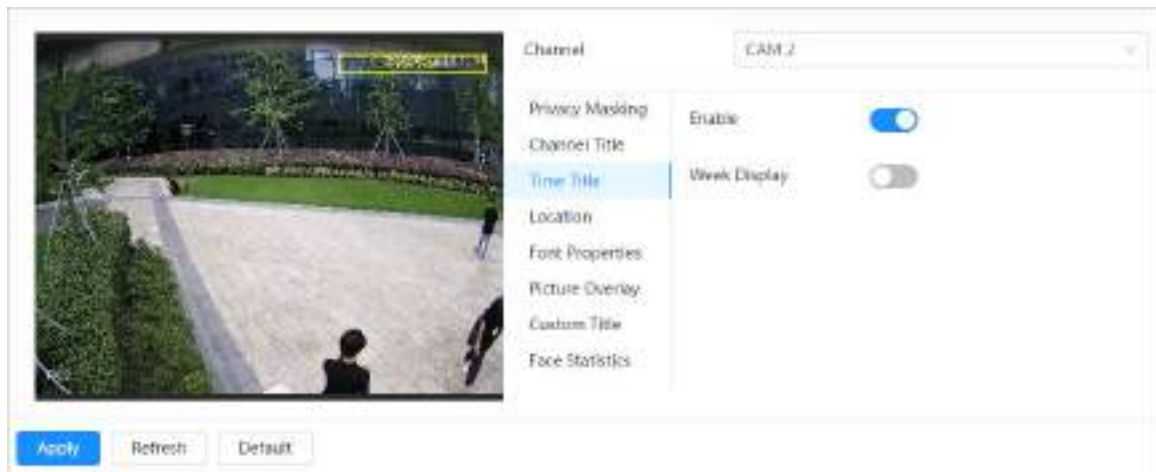 Channel
CAM 2
Privacy Masking
Channel Title
Time Title
Location
Font Properties
Picture Overlay
Custom Title
Face Statistics
Enable
Week Display
Apply
Refresh
Default